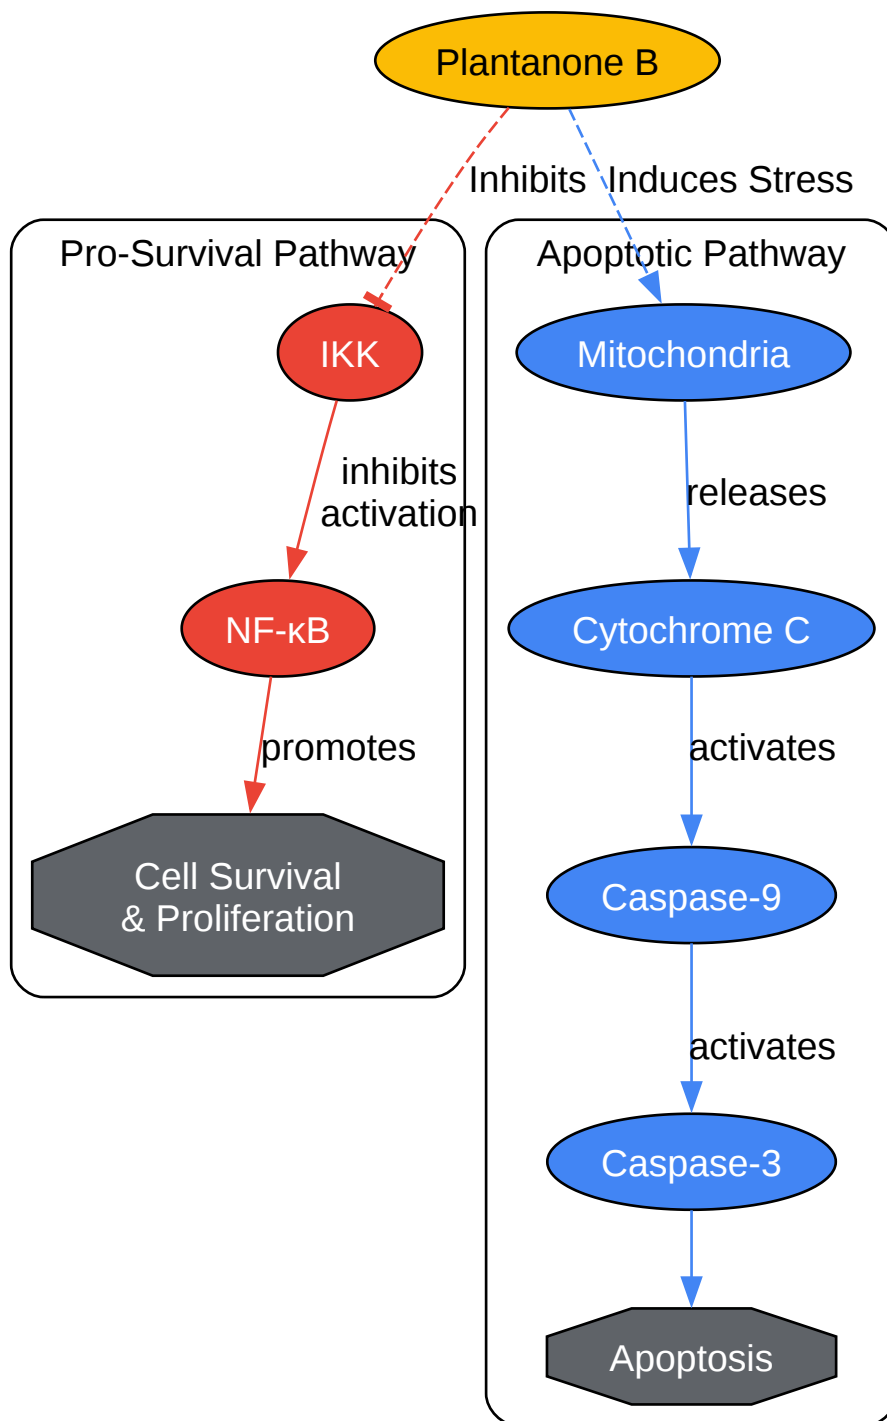 Plantanone B
Inhibits
Induces Stress
Pro-Survival Pathway
IKK
inhibits
activation
NF-κB
promotes
Cell Survival
& Proliferation
Apoptotic Pathway
Mitochondria
releases
Cytochrome C
activates
Caspase-9
activates
Caspase-3
Apoptosis